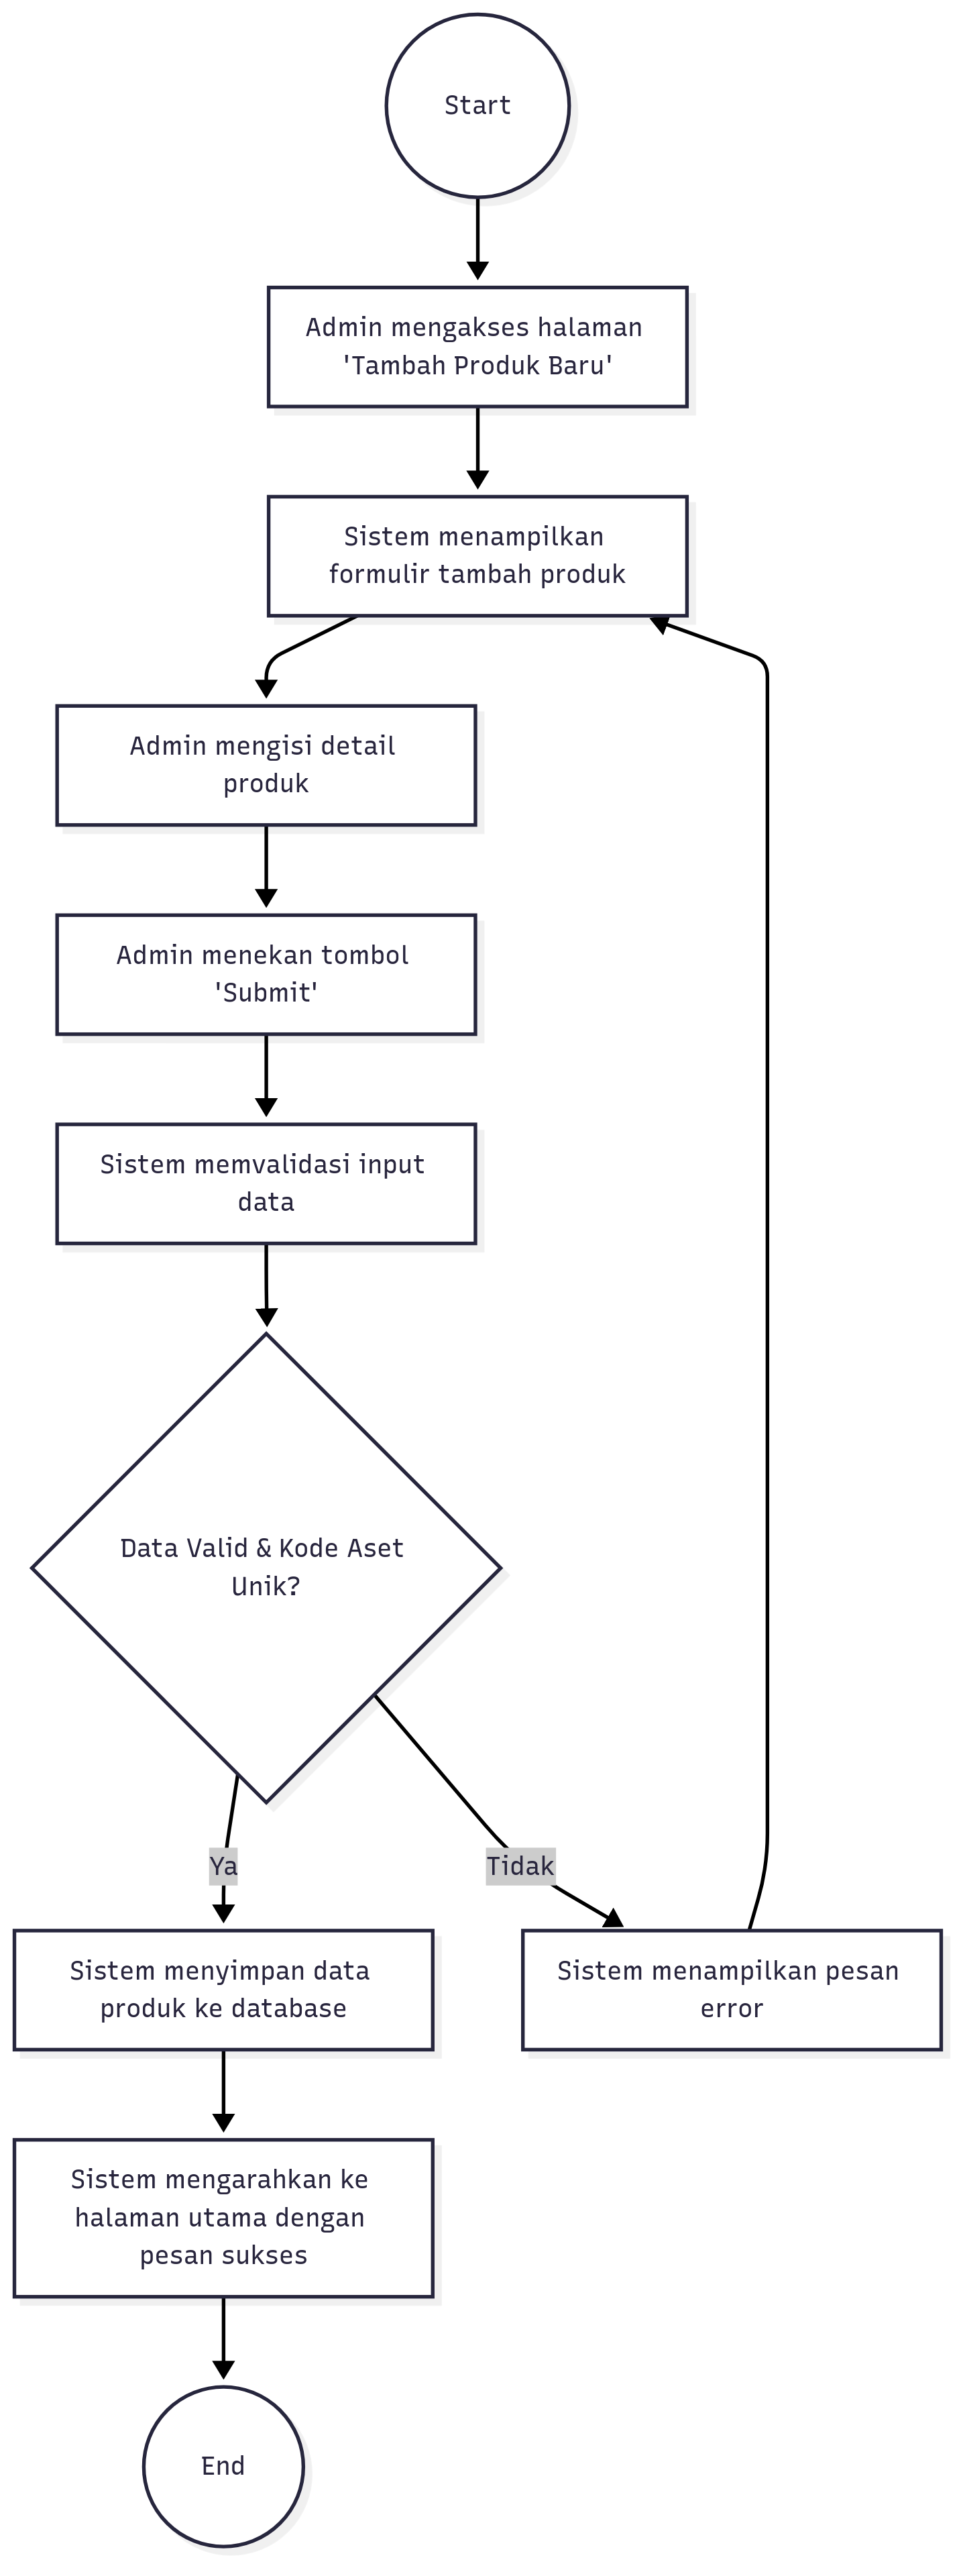 Start
Admin mengakses halaman
'Tambah Produk Baru'
Sistem menampilkan
formulir tambah produk
Admin mengisi detail
produk
Admin menekan tombol
'Submit'
Sistem memvalidasi input
data
Data Valid & Kode Aset
Unik?
Ya
Tidak
Sistem menyimpan data
produk ke database
Sistem menampilkan pesan
error
Sistem mengarahkan ke
halaman utama dengan
pesan sukses
End